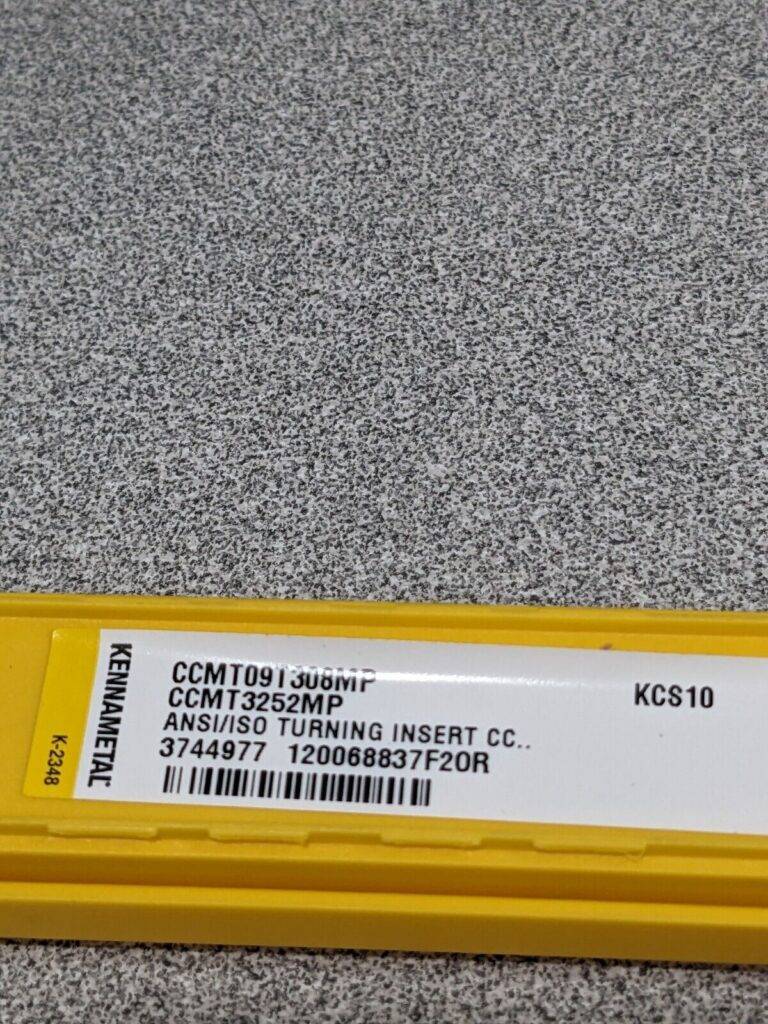 KENNAMETAL
K-2348
CCMT09T308MP
CCMT3252MP
KCS10
ANSI/ISO TURNING INSERT CC..
3744977 120068837F20R